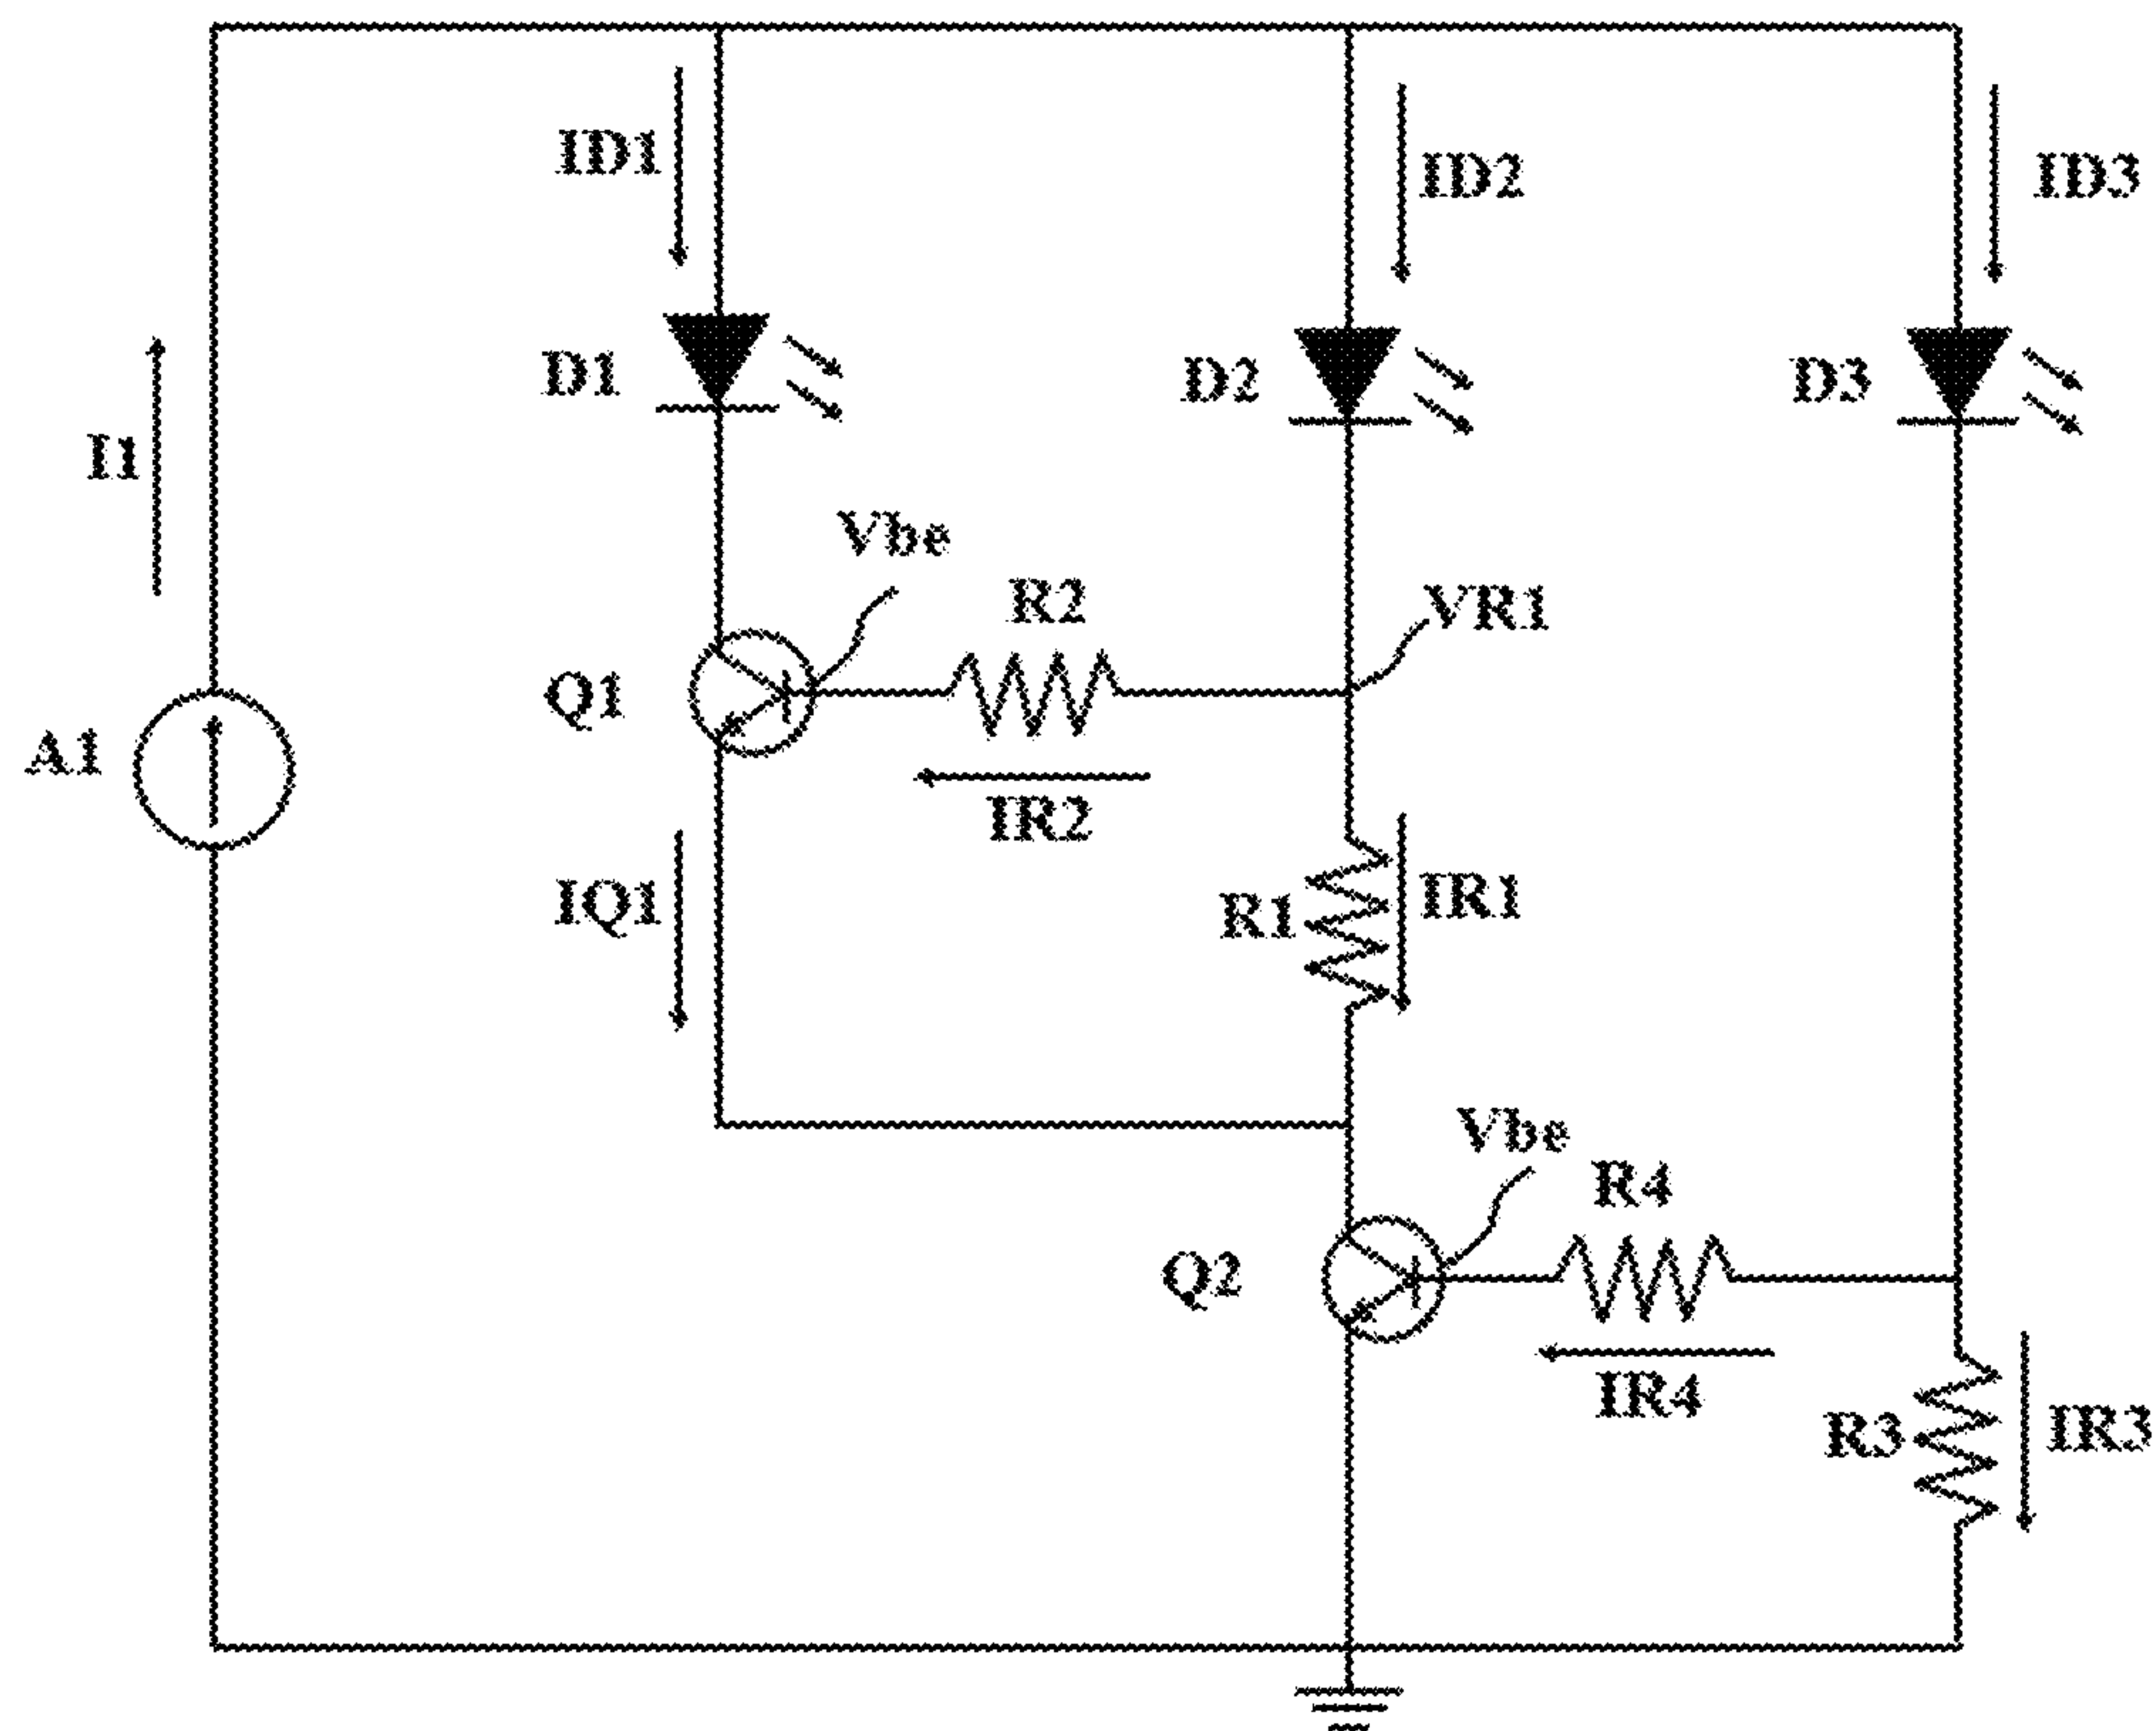 ID1
ID2
ID3
D1
D2
D3
I1
Vbe
R2
VR1
Q1
A1
IR2
IQ1
R1
IR1
Vbe
R4
Q2
IR4
R3
IR3